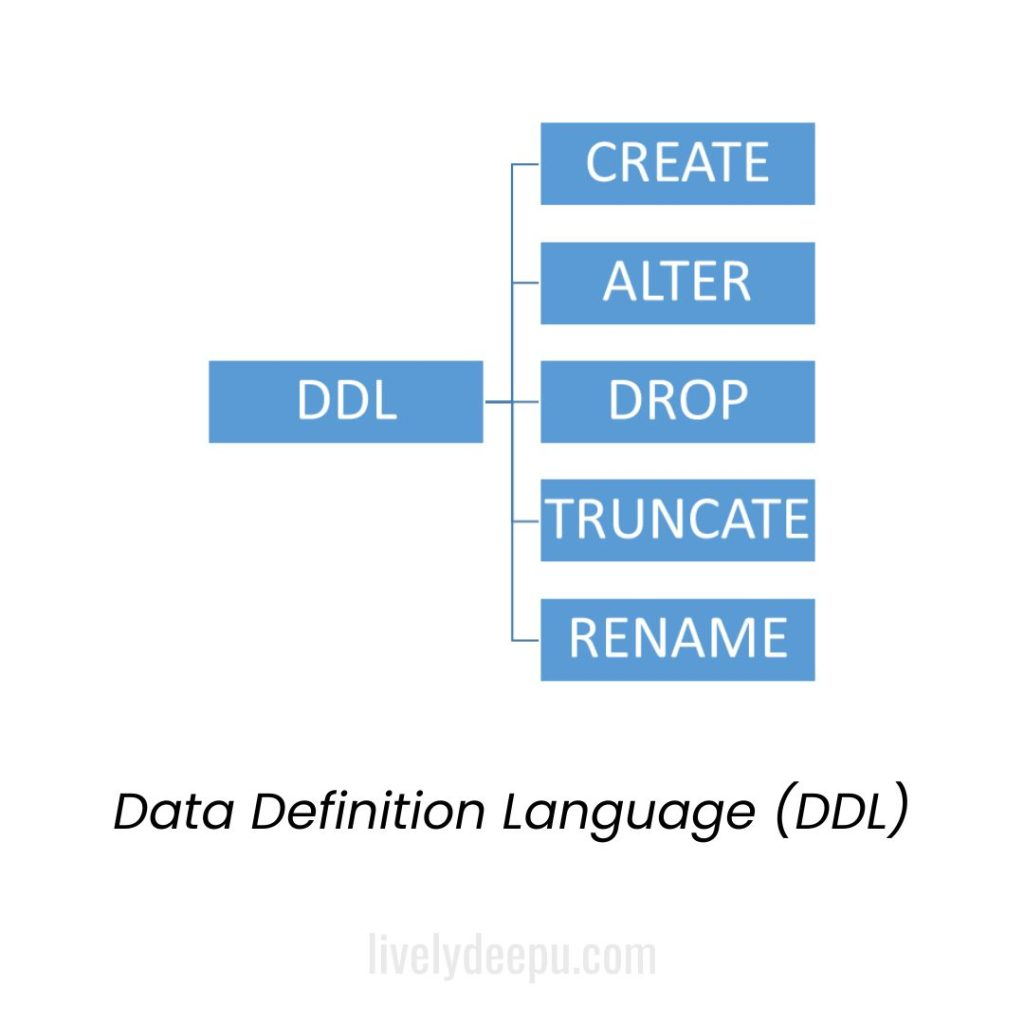 CREATE
ALTER
DDL
DROP
TRUNCATE
RENAME
Data Definition Language (DDL)
livelydeepu.com